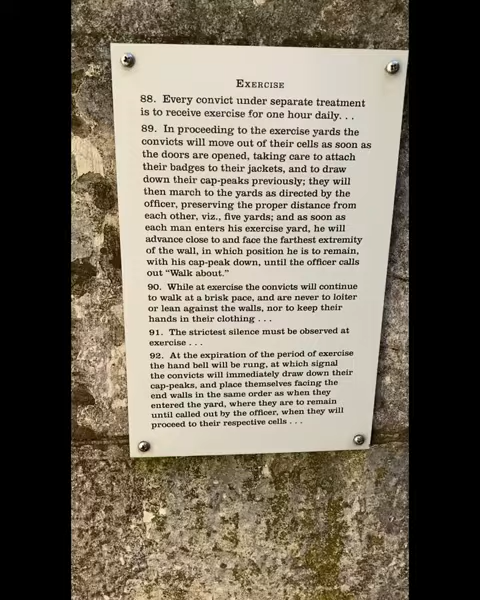 EXERCISE
88. Every convict under separate treatment
is to receive exercise for one hour daily. . .
89. In proceeding to the exercise yards the
convicts will move out of their cells as soon as
the doors are opened, taking care to attach
their badges to their jackets, and to draw
down their cap-peaks previously; they will
then march to the yards as directed by the
officer, preserving the proper distance from
each other, viz., five yards; and as soon as
each man enters his exercise yard, he will
advance close to and face the farthest extremity
of the wall, in which position he is to remain,
with his cap-peak down, until the officer calls
out “Walk about.”
90. While at exercise the convicts will continue
to walk at a brisk pace, and are never to loiter
or lean against the walls, nor to keep their
hands in their clothing . . .
91. The strictest silence must be observed at
exercise . . .
92. At the expiration of the period of exercise
the hand bell will be rung, at which signal
the convicts will immediately draw down their
cap-peaks, and place themselves facing the
end walls in the same order as when they
entered the yard, where they are to remain
until called out by the officer, when they will
proceed to their respective cells . . .